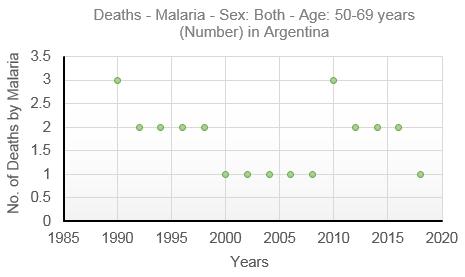 Deaths - Malaria - Sex: Both - Age: 50-69 years
(Number) in Argentina
No. of Deaths by Malaria
3.5
3
2.5
2
1.5
1
0.5
0
1985 1990 1995 2000 2005 2010 2015 2020
Years